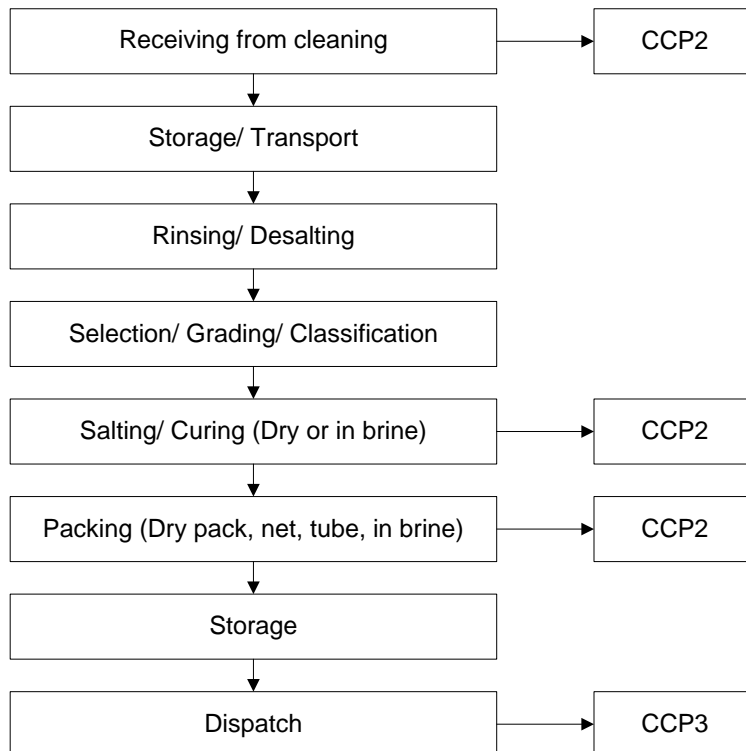 Receiving from cleaning
CCP2
Storage/ Transport
Rinsing/ Desalting
Selection/ Grading/ Classification
Salting/ Curing (Dry or in brine)
CCP2
Packing (Dry pack, net, tube, in brine)
CCP2
Storage
Dispatch
CCP3